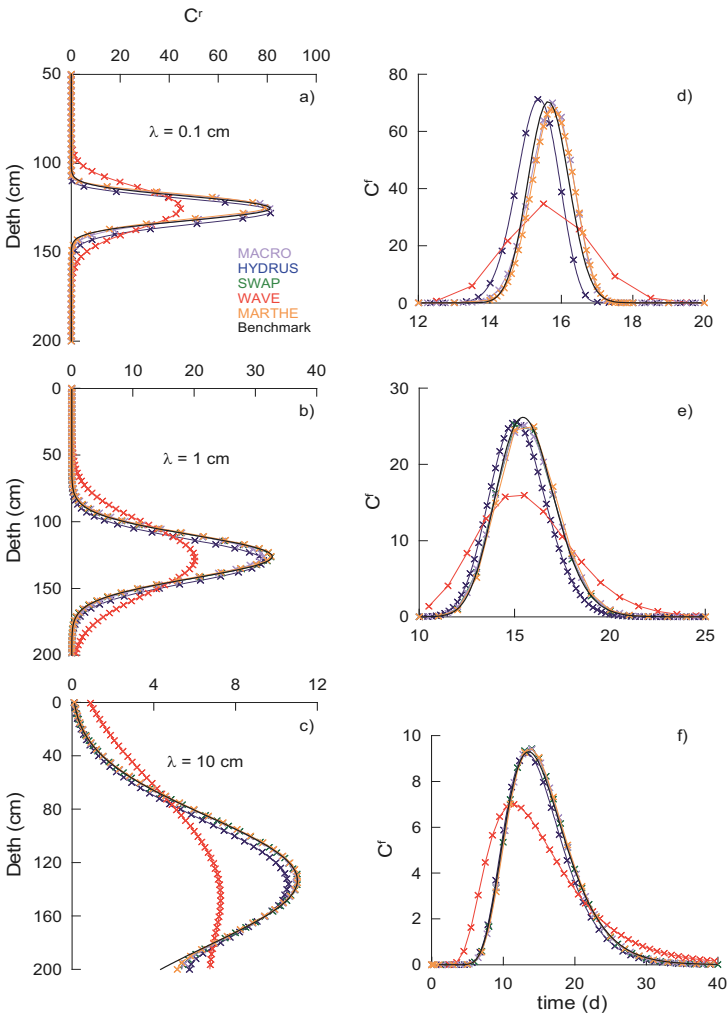 Cʳ
0 20 40 60 80 100
50
100
150
200
Deth (cm)
a)
λ = 0.1 cm
MACRO
HYDRUS
SWAP
WAVE
MARTHE
Benchmark
80
60
40
20
0
Cᶠ
d)
12 14 16 18 20
0 10 20 30 40
0
50
100
150
200
Deth (cm)
b)
λ = 1 cm
30
20
10
0
Cᶠ
e)
10 15 20 25
0 4 8 12
0
40
80
120
160
200
Deth (cm)
c)
λ = 10 cm
10
8
6
4
2
0
Cᶠ
f)
0 10 20 30 40
time (d)